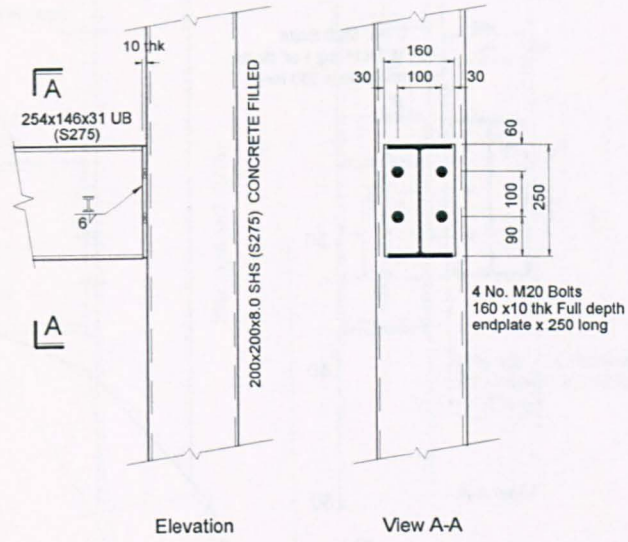 10 thk
A
254x146x31 UB
(S275)
6
A
200x200x8.0 SHS (S275) CONCRETE FILLED
160
30 100 30
60
100
250
90
4 No. M20 Bolts
160 x10 thk Full depth
endplate x 250 long
Elevation
View A-A